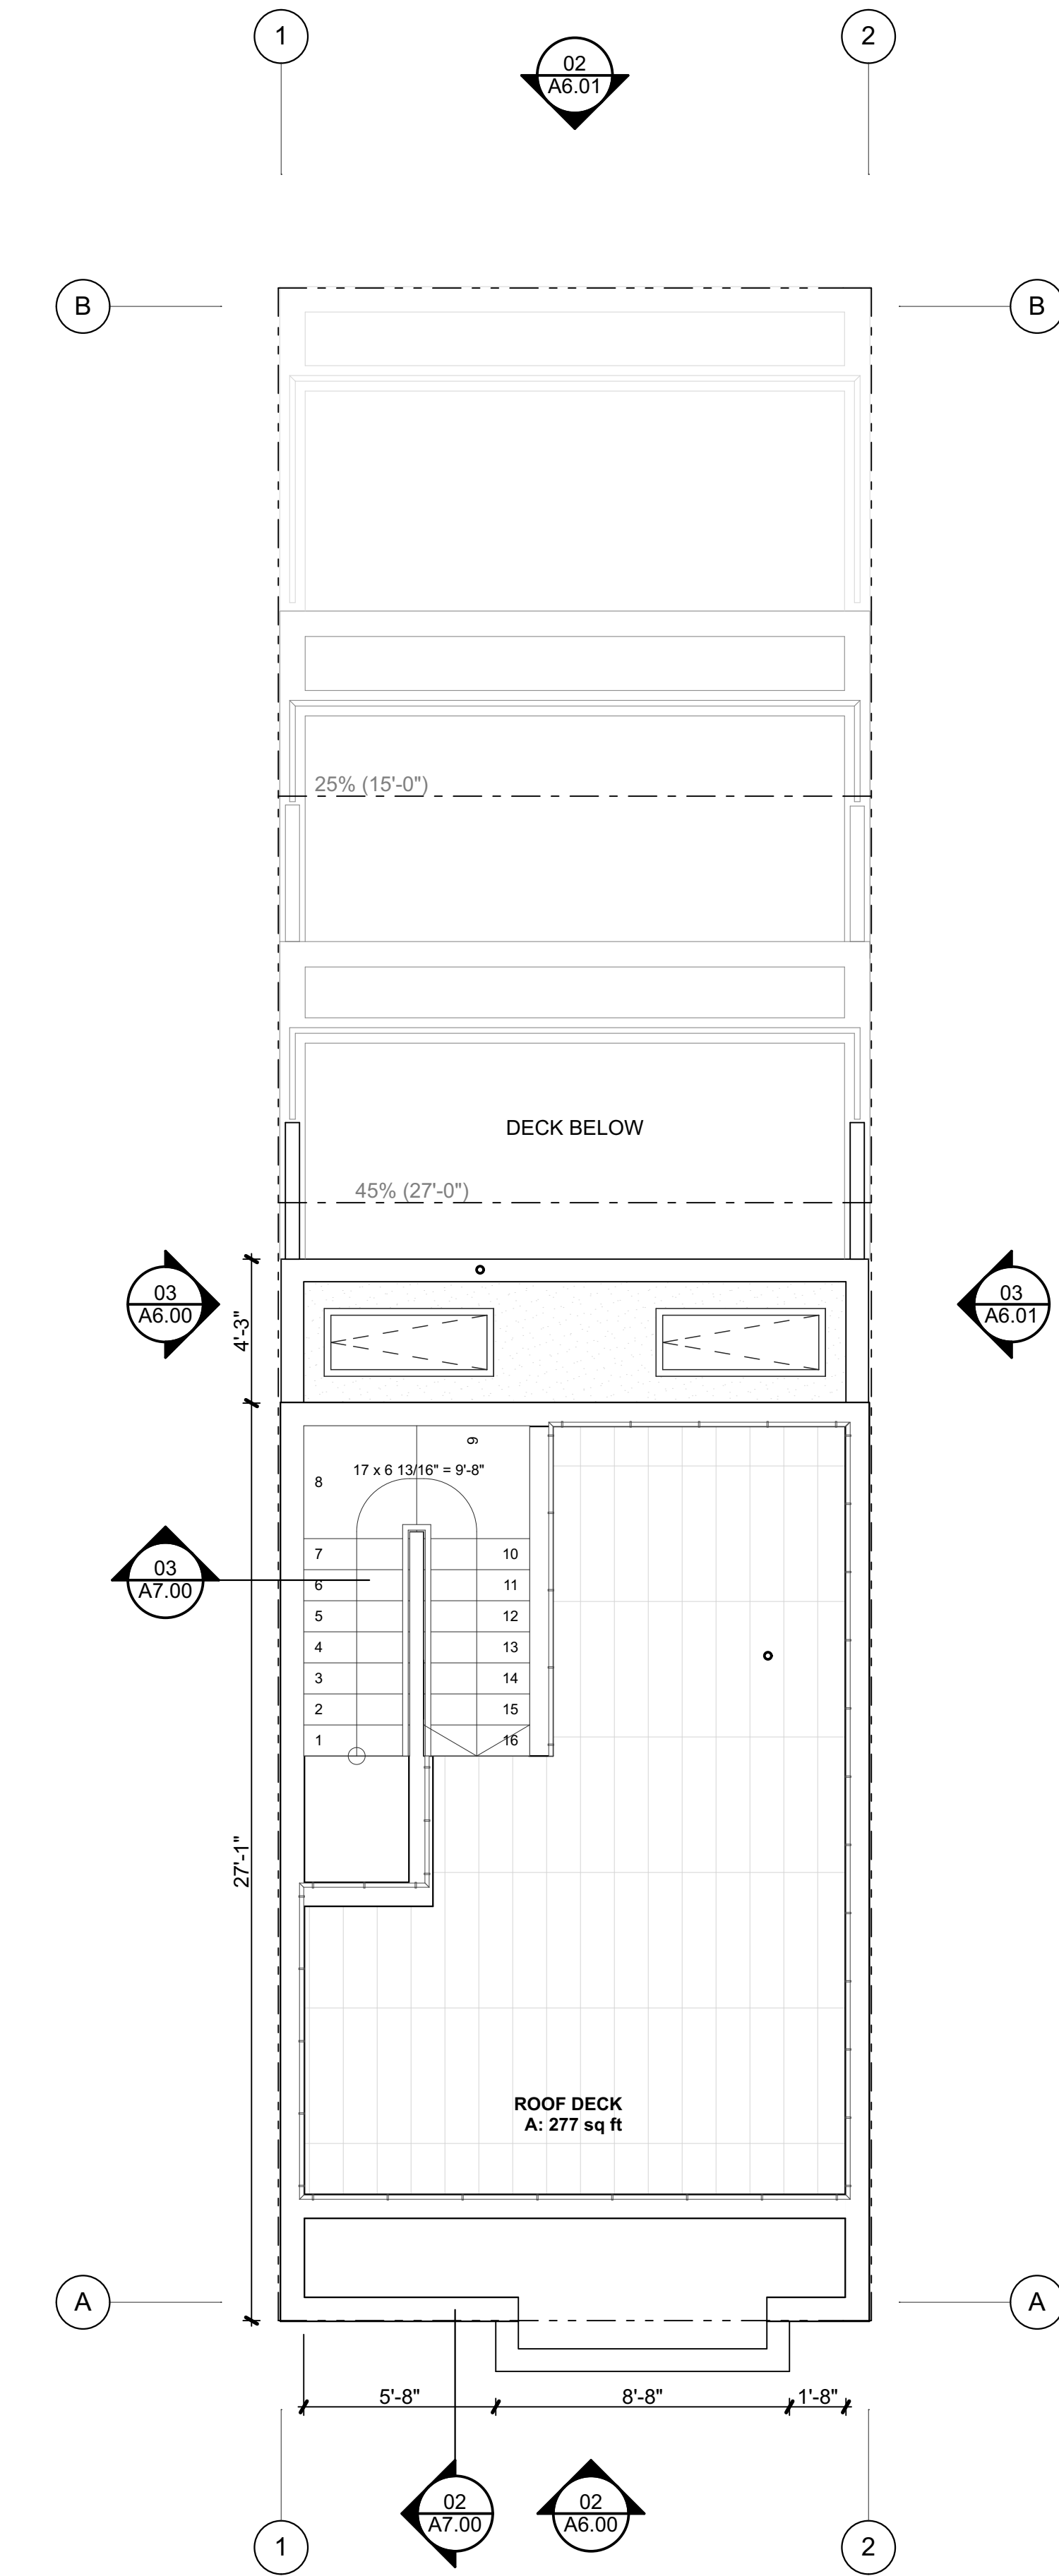 1
2
02
A6.01
B
B
25% (15'-0")
DECK BELOW
45% (27'-0")
03
A6.00
4'-3"
03
A6.01
9
17 x 6 13/16" = 9'-8"
8
7
10
03
A7.00
6
11
5
12
4
13
3
14
2
15
1
16
27'-1"
ROOF DECK
A: 277 sq ft
A
A
5'-8"
8'-8"
1'-8"
02
A7.00
02
A6.00
1
2